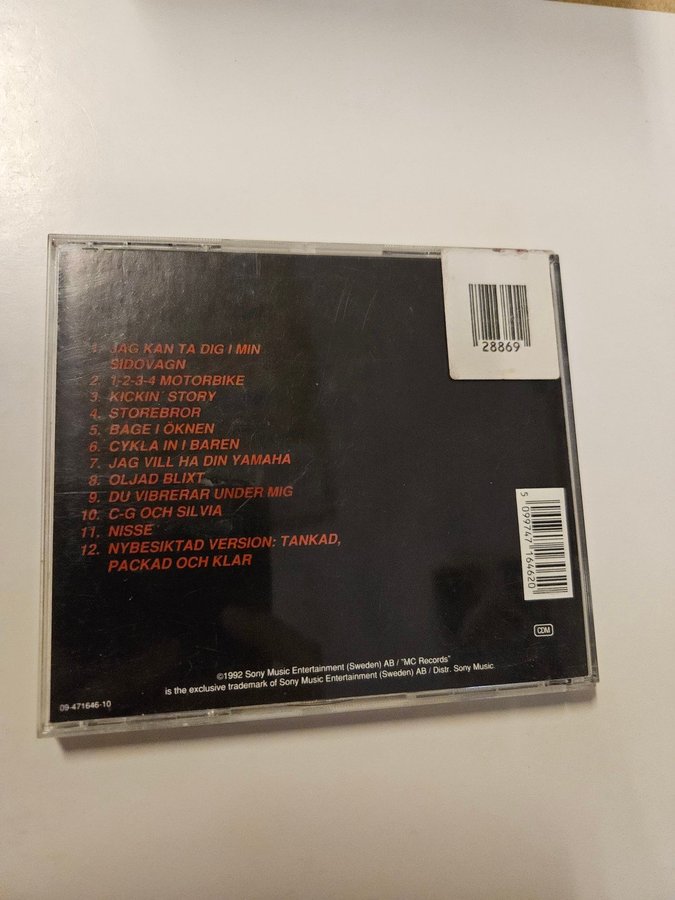 28869
1. JAG KAN TA DIG I MIN
SIDOVAGN
2. 1-2-3-4 MOTORBIKE
3. KICKIN´ STORY
4. STOREBROR
5. BÅGE I ÖKNEN
6. CYKLA IN I BAREN
7. JAG VILL HA DIN YAMAHA
8. OLJAD BLIXT
9. DU VIBRERAR UNDER MIG
10. C-G OCH SILVIA
11. NISSE
12. NYBESIKTAD VERSION: TANKAD,
PACKAD OCH KLAR
5 099747 164620
CDM
©1992 Sony Music Entertainment (Sweden) AB / "MC Records"
is the exclusive trademark of Sony Music Entertainment (Sweden) AB / Distr. Sony Music.
09-471646-10